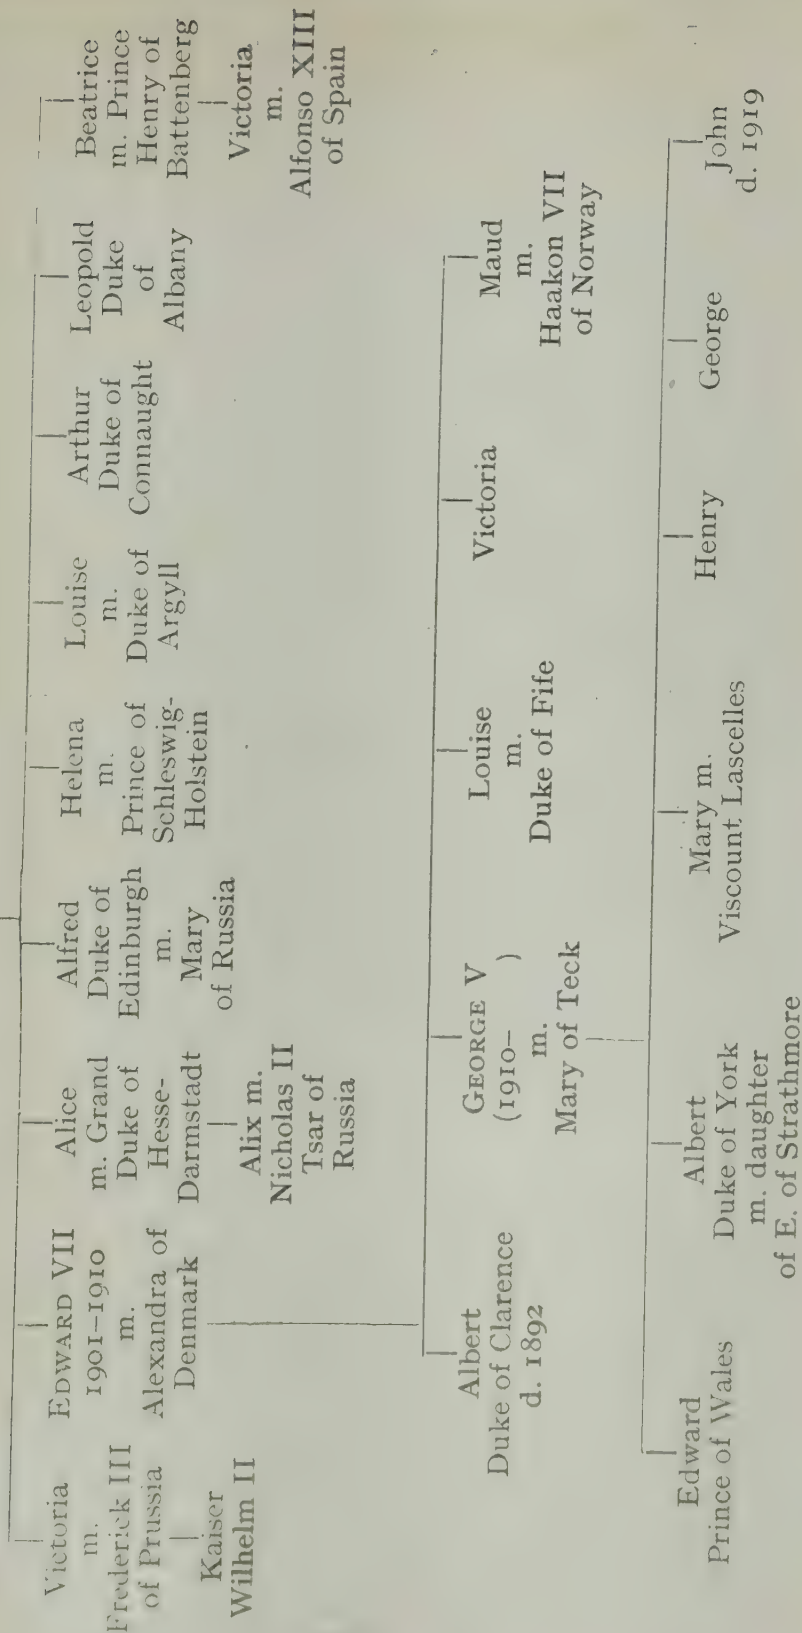 Victoria
m.
Frederick III
of Prussia
Kaiser
Wilhelm II
EDWARD VII
1901–1910
m.
Alexandra of
Denmark
Alice
m. Grand
Duke of
Hesse-
Darmstadt
Alix m.
Nicholas II
Tsar of
Russia
Alfred
Duke of
Edinburgh
m.
Mary
of Russia
Helena
m.
Prince of
Schleswig-
Holstein
Louise
m.
Duke of
Argyll
Arthur
Duke of
Connaught
Leopold
Duke
of
Albany
Beatrice
m. Prince
Henry of
Battenberg
Victoria
m.
Alfonso XIII
of Spain
Albert
Duke of Clarence
d. 1892
GEORGE V
(1910– )
m.
Mary of Teck
Louise
m.
Duke of Fife
Victoria
Maud
m.
Haakon VII
of Norway
Edward
Prince of Wales
Albert
Duke of York
m. daughter
of E. of Strathmore
Mary m.
Viscount Lascelles
Henry
George
John
d. 1919